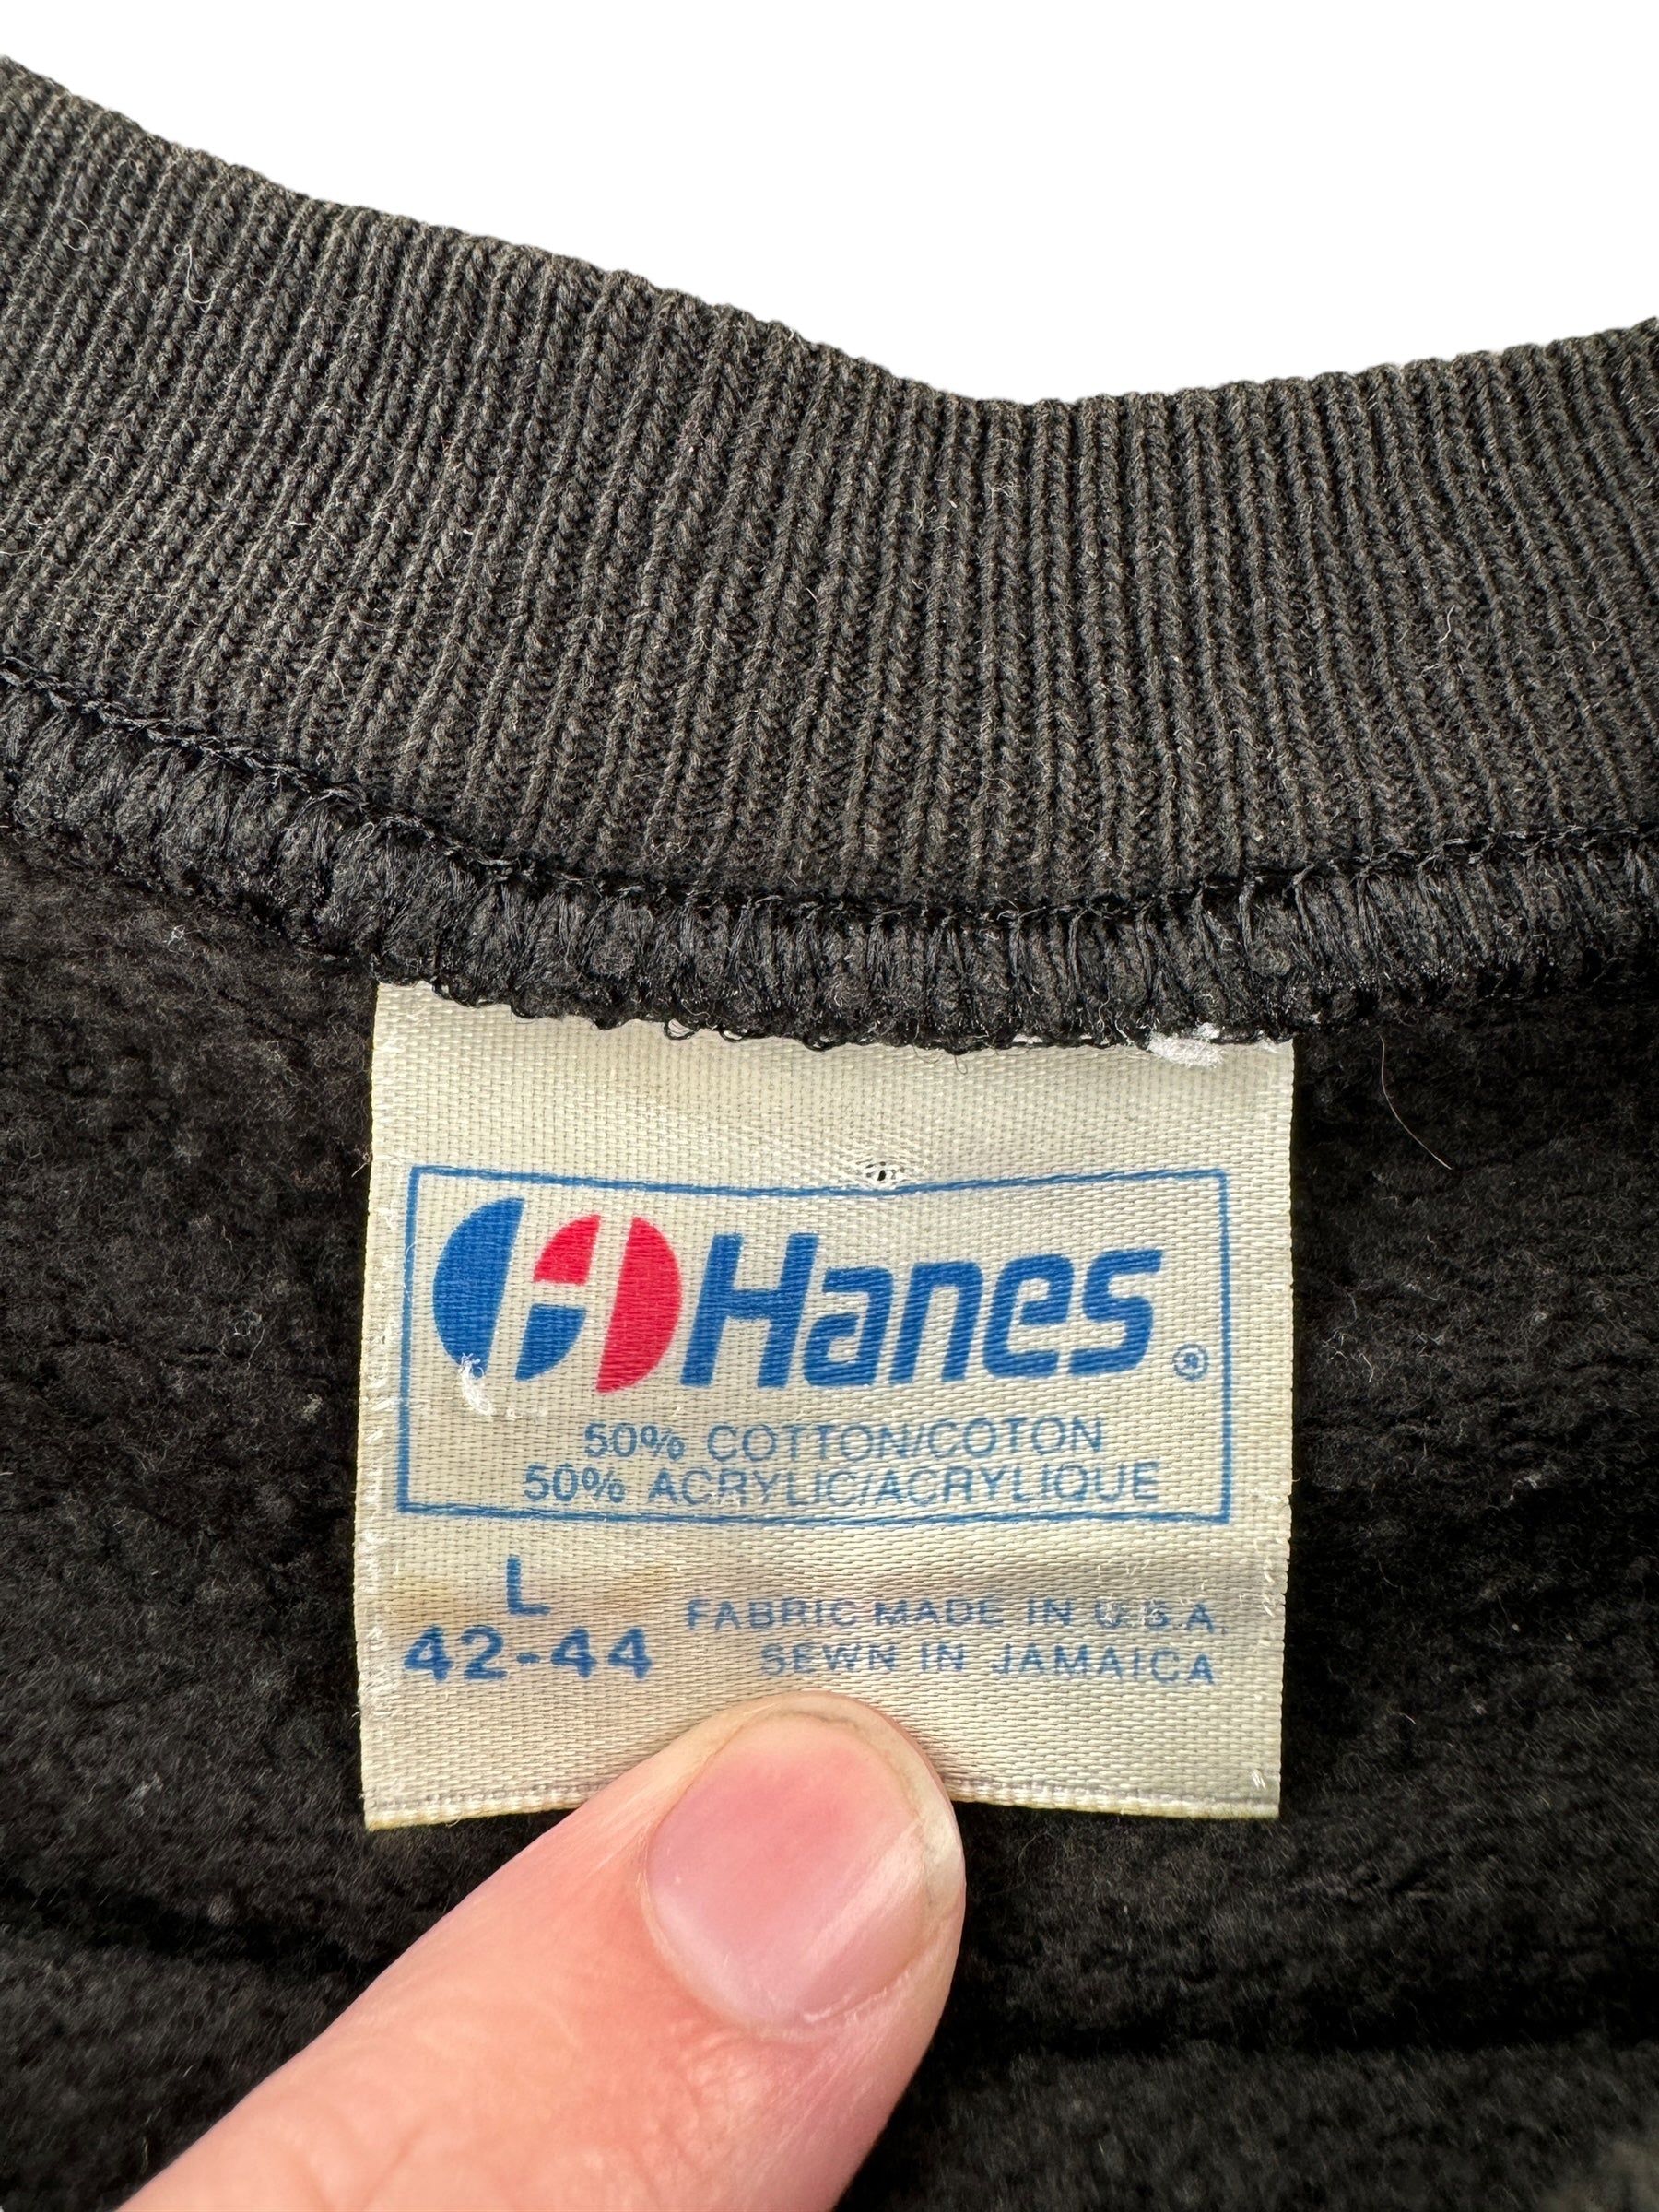 Hanes ®
50% COTTON/COTON
50% ACRYLIC/ACRYLIQUE
L
42-44
FABRIC MADE IN U.S.A.
SEWN IN JAMAICA